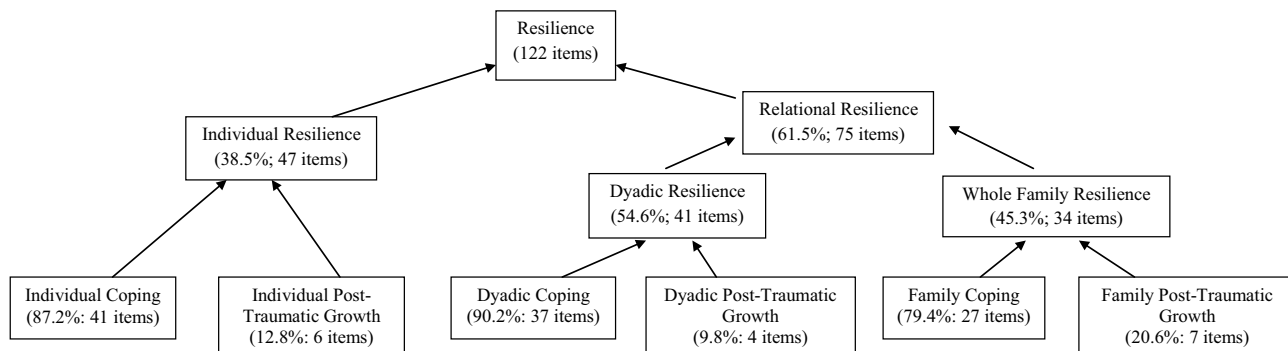 Resilience
(122 items)
Relational Resilience
(61.5%; 75 items)
Individual Resilience
(38.5%; 47 items)
Dyadic Resilience
(54.6%; 41 items)
Whole Family Resilience
(45.3%; 34 items)
Individual Coping
(87.2%: 41 items)
Individual Post-
Traumatic Growth
(12.8%: 6 items)
Dyadic Coping
(90.2%: 37 items)
Dyadic Post-Traumatic
Growth
(9.8%: 4 items)
Family Coping
(79.4%: 27 items)
Family Post-Traumatic
Growth
(20.6%: 7 items)